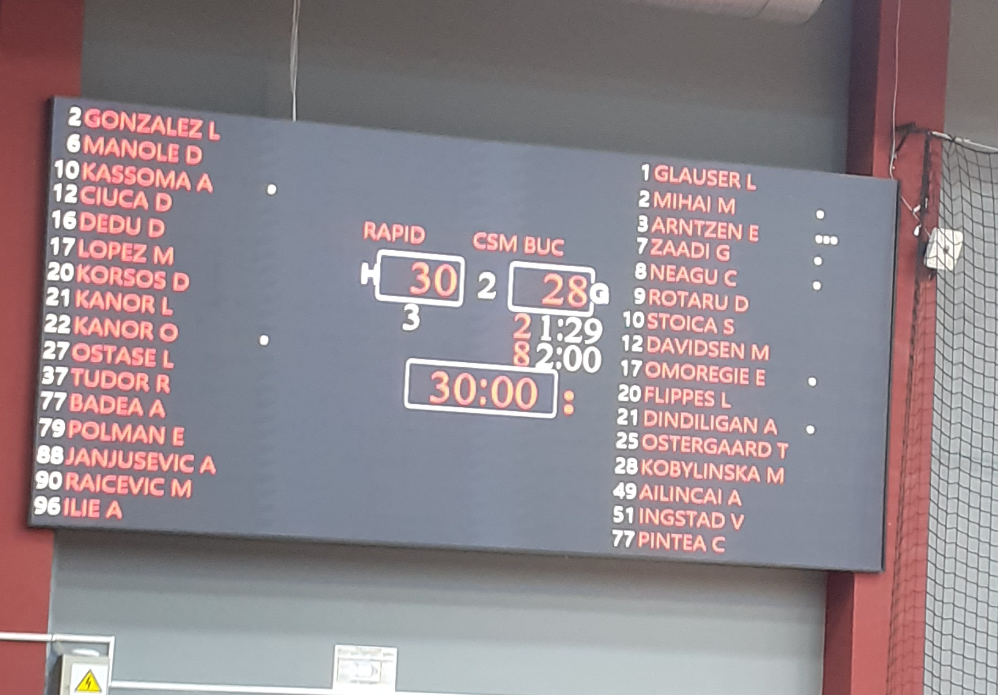 2 GONZALEZ L
6 MANOLE D
10 KASSOMA A
12 CIUCA D
16 DEDU D
17 LOPEZ M
20 KORSOS D
21 KANOR L
22 KANOR O
27 OSTASE L
37 TUDOR R
77 BADEA A
79 POLMAN E
88 JANJUSEVIC A
90 RAICEVIC M
96 ILIE A
RAPID CSM BUC
H 30 2 28 G
3 2 1:29
8 2:00
30:00 :
1 GLAUSER L
2 MIHAI M
3 ARNTZEN E
7 ZAADI G
8 NEAGU C
9 ROTARU D
10 STOICA S
12 DAVIDSEN M
17 OMOREGIE E
20 FLIPPES L
21 DINDILIGAN A
25 OSTERGAARD T
28 KOBYLINSKA M
49 AILINCAI A
51 INGSTAD V
77 PINTEA C